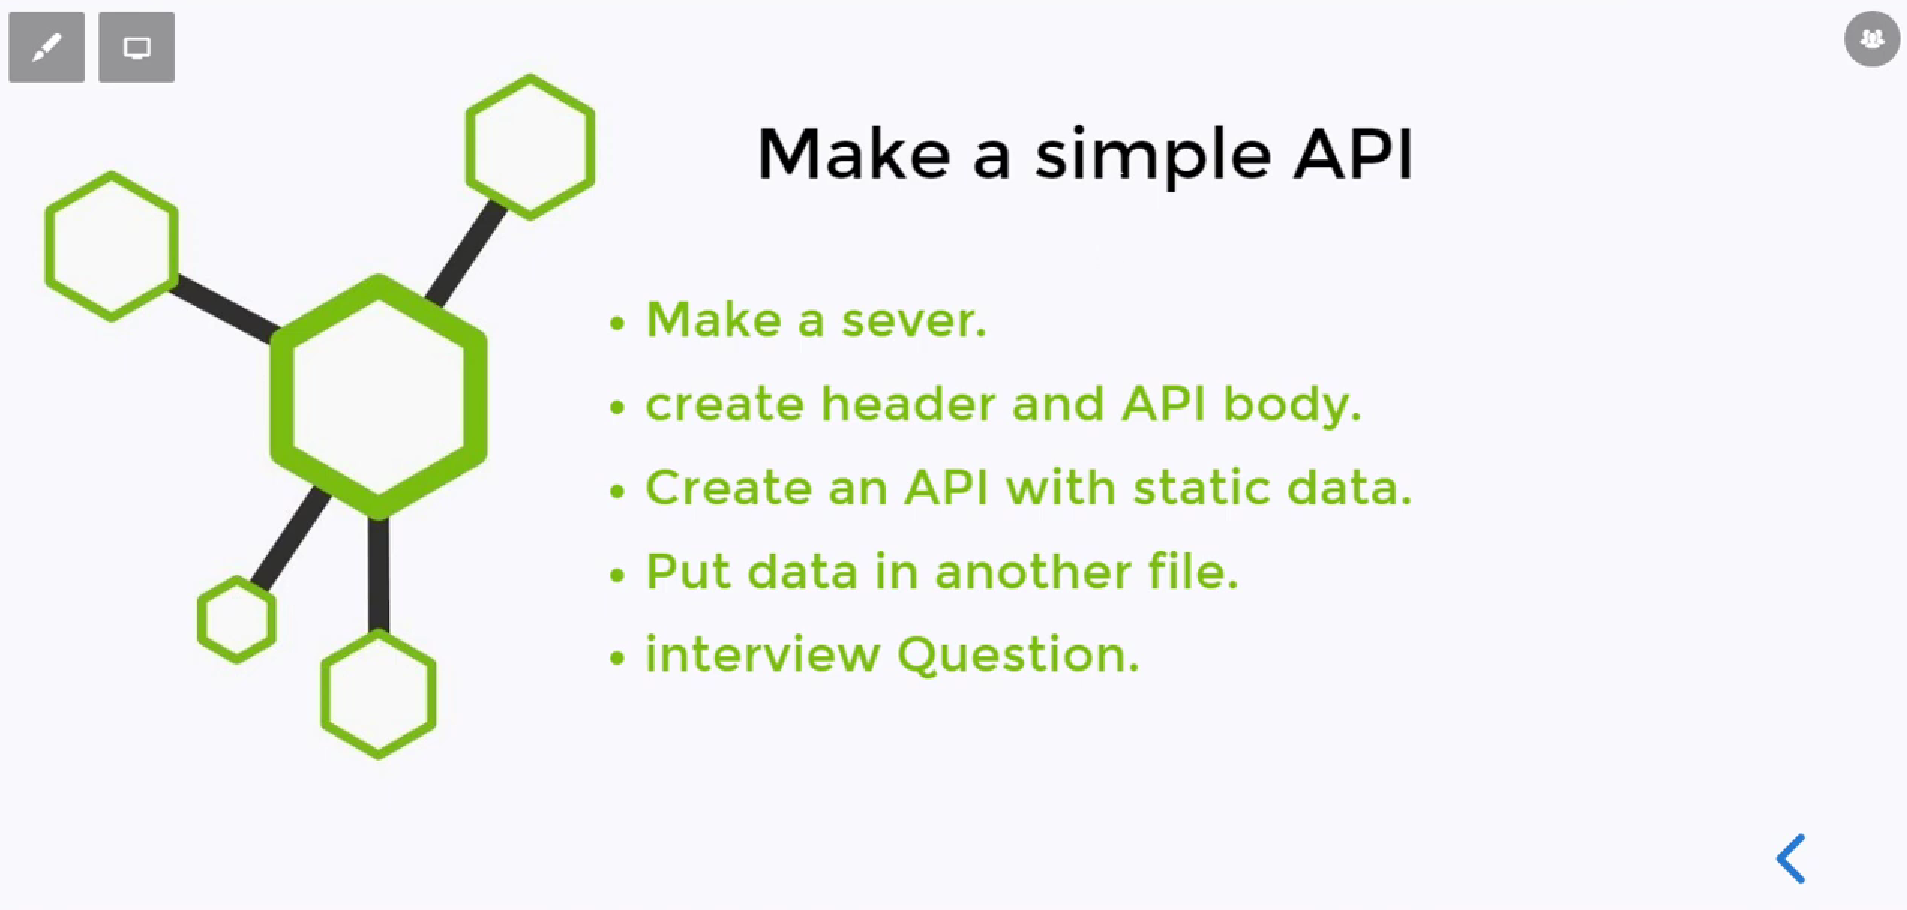 Make a simple API
• Make a sever.
• create header and API body.
• Create an API with static data.
• Put data in another file.
• interview Question.